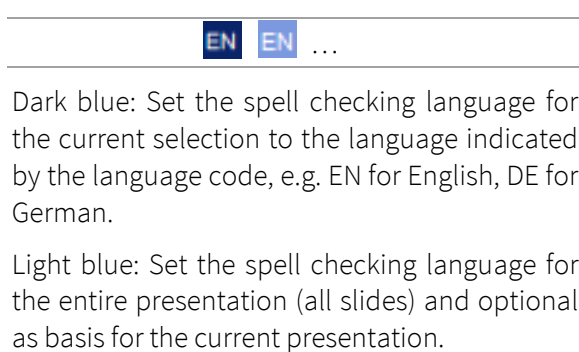 EN EN ...
Dark blue: Set the spell checking language for
the current selection to the language indicated
by the language code, e.g. EN for English, DE for
German.
Light blue: Set the spell checking language for
the entire presentation (all slides) and optional
as basis for the current presentation.